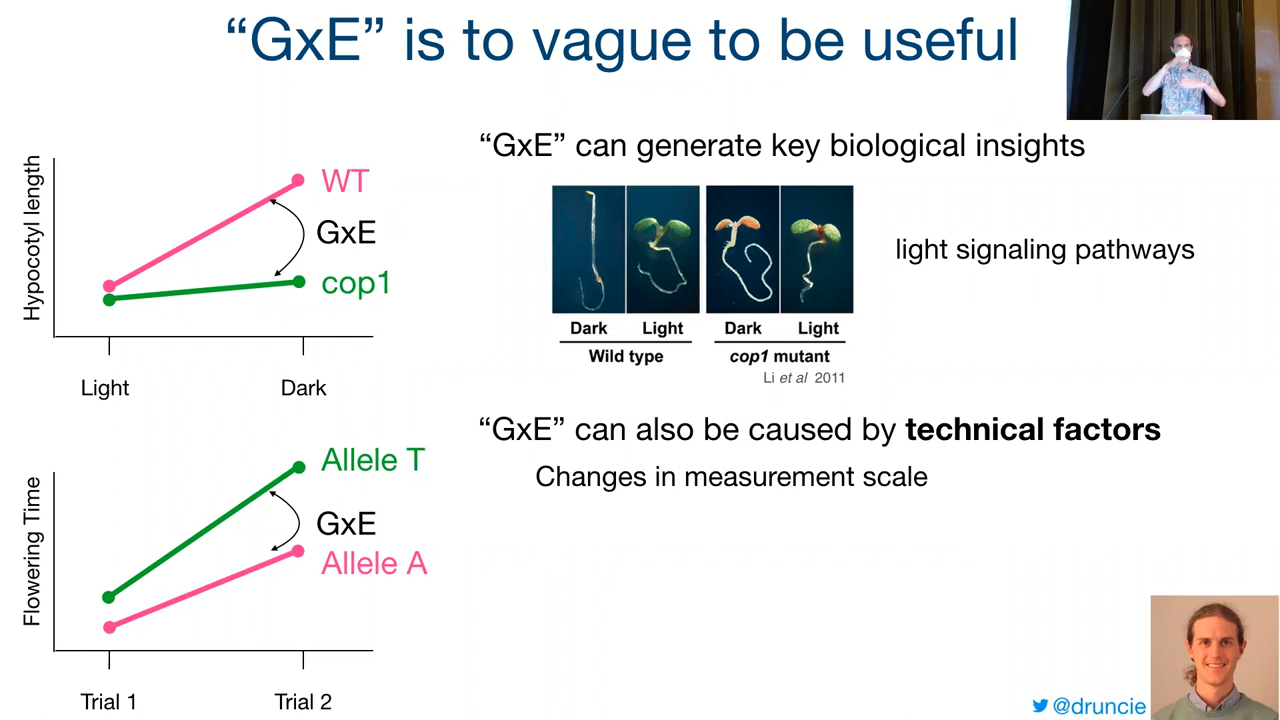 “GxE” is to vague to be useful
“GxE” can generate key biological insights
Hypocotyl length
WT
GxE
cop1
Light
Dark
Dark
Light
Dark
Light
Wild type
cop1 mutant
Li et al 2011
light signaling pathways
“GxE” can also be caused by technical factors
Changes in measurement scale
Flowering Time
Allele T
GxE
Allele A
Trial 1
Trial 2
@druncie